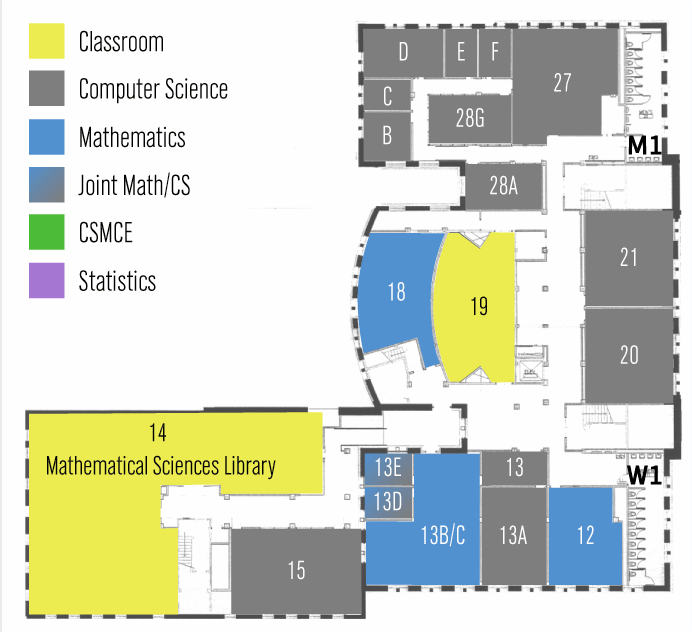 Classroom
Computer Science
Mathematics
Joint Math/CS
CSMCE
Statistics
D
E
F
C
B
28G
27
M1
28A
21
18
19
20
14
Mathematical Sciences Library
W1
13E
13
13D
13B/C
13A
12
15